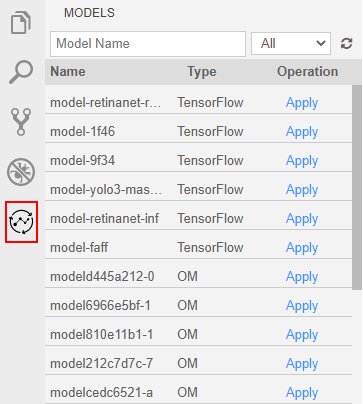 MODELS
Model Name All
Name Type Operation
model-retinanet-r... TensorFlow Apply
model-1f46 TensorFlow Apply
model-9f34 TensorFlow Apply
model-yolo3-mas... TensorFlow Apply
model-retinanet-inf TensorFlow Apply
model-faff TensorFlow Apply
modeld445a212-0 OM Apply
model6966e5bf-1 OM Apply
model810e11b1-1 OM Apply
model212c7d7c-7 OM Apply
modelcedc6521-a OM Apply